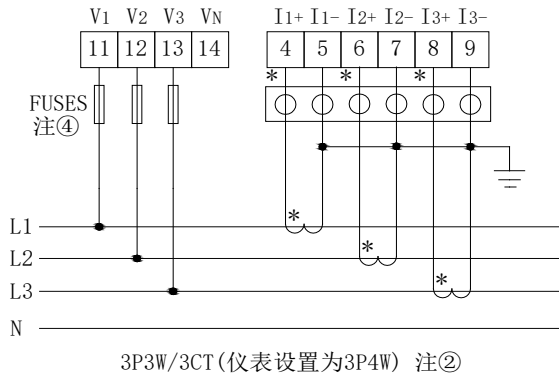 V1 V2 V3 VN I1+ I1- I2+ I2- I3+ I3-
11 12 13 14 4 5 6 7 8 9
* * *
FUSES
注④
*
L1
*
L2
*
L3
N
3P3W/3CT(仪表设置为3P4W) 注②